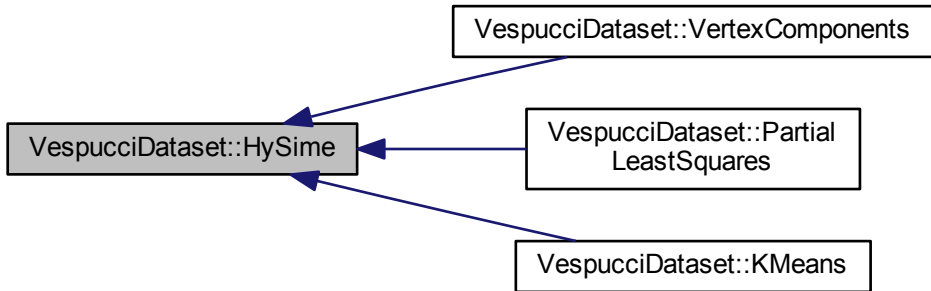 VespucciDataset::VertexComponents
VespucciDataset::HySime
VespucciDataset::Partial
LeastSquares
VespucciDataset::KMeans